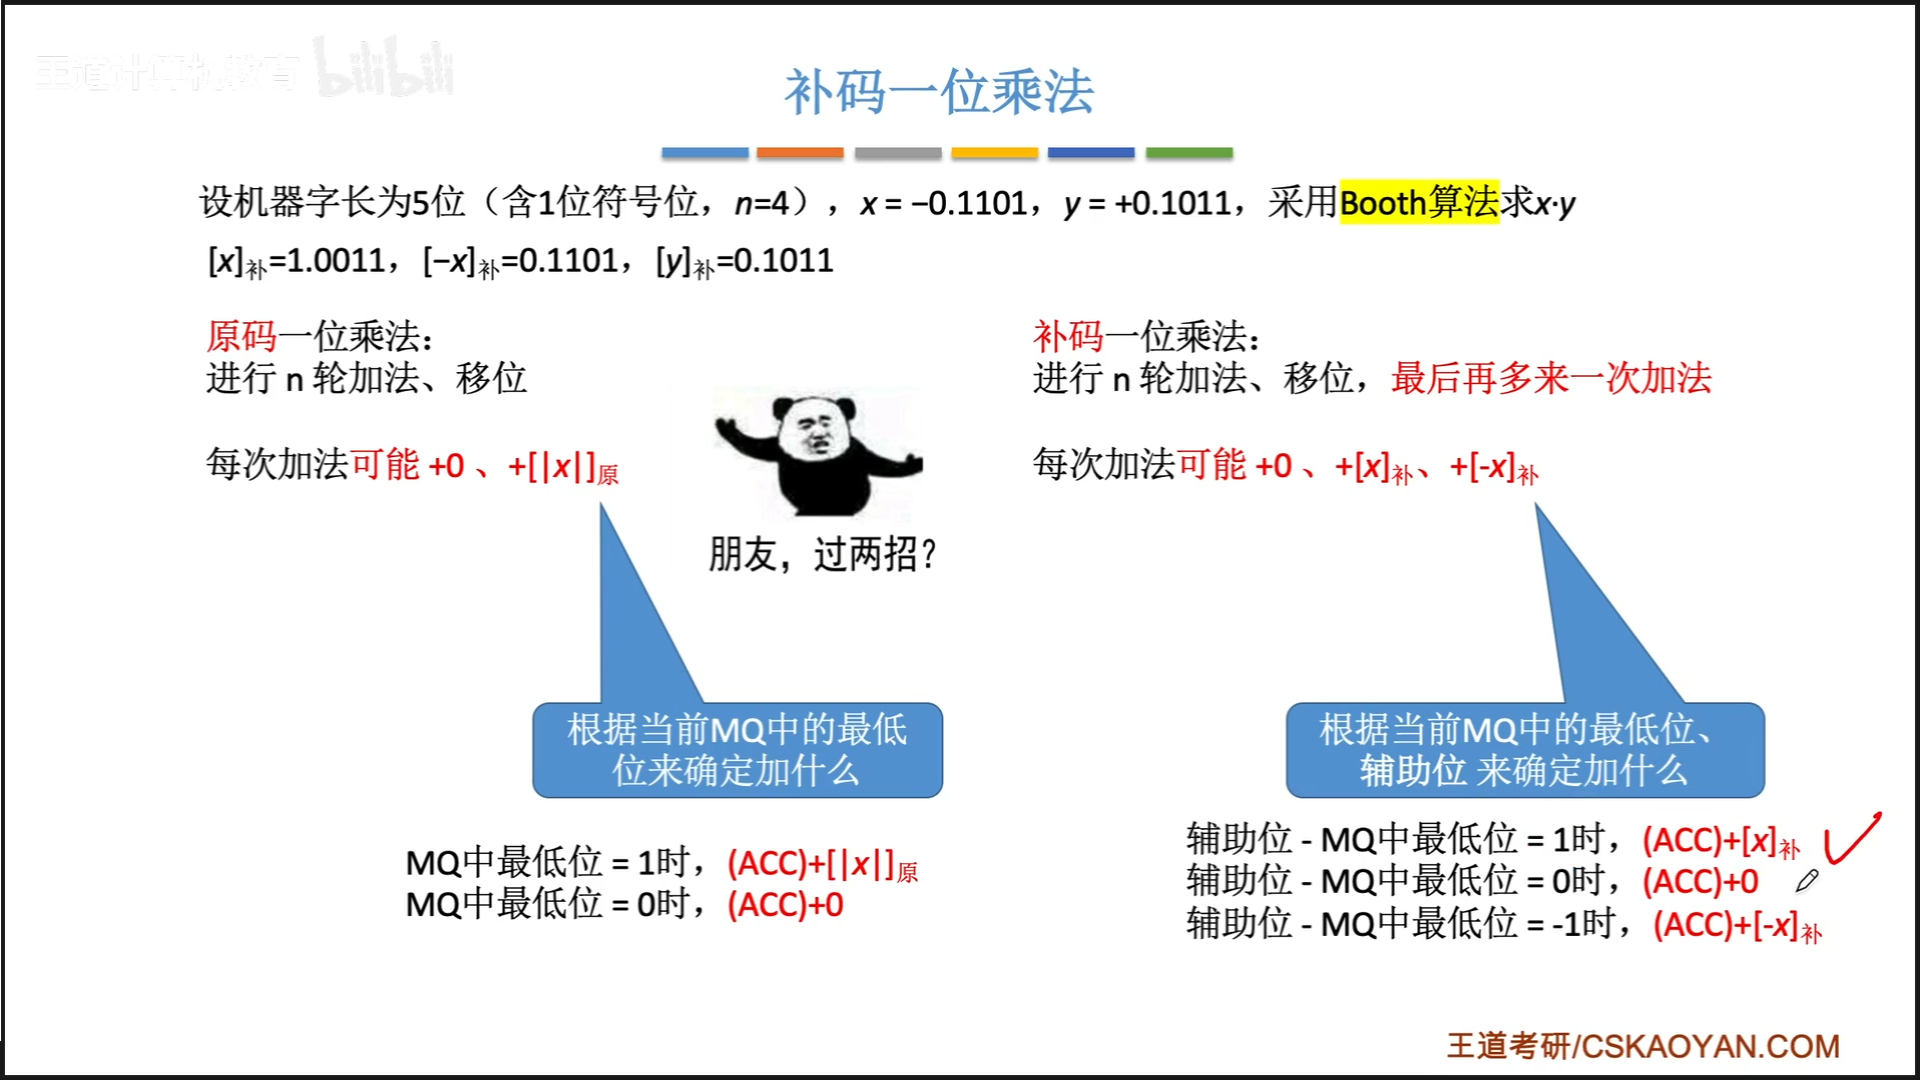 王道计算机教育 bilibili
补码一位乘法
设机器字长为5位（含1位符号位，n=4），x = −0.1101，y = +0.1011，采用Booth算法求x·y
[x]补=1.0011，[−x]补=0.1101，[y]补=0.1011
原码一位乘法：
进行 n 轮加法、移位
每次加法可能 +0 、+[|x|]原
补码一位乘法：
进行 n 轮加法、移位，最后再多来一次加法
每次加法可能 +0 、+[x]补、+[-x]补
朋友，过两招？
根据当前MQ中的最低
位来确定加什么
根据当前MQ中的最低位、
辅助位 来确定加什么
MQ中最低位 = 1时，(ACC)+[|x|]原
MQ中最低位 = 0时，(ACC)+0
辅助位 - MQ中最低位 = 1时，(ACC)+[x]补
辅助位 - MQ中最低位 = 0时，(ACC)+0
辅助位 - MQ中最低位 = -1时，(ACC)+[-x]补
王道考研/CSKAOYAN.COM